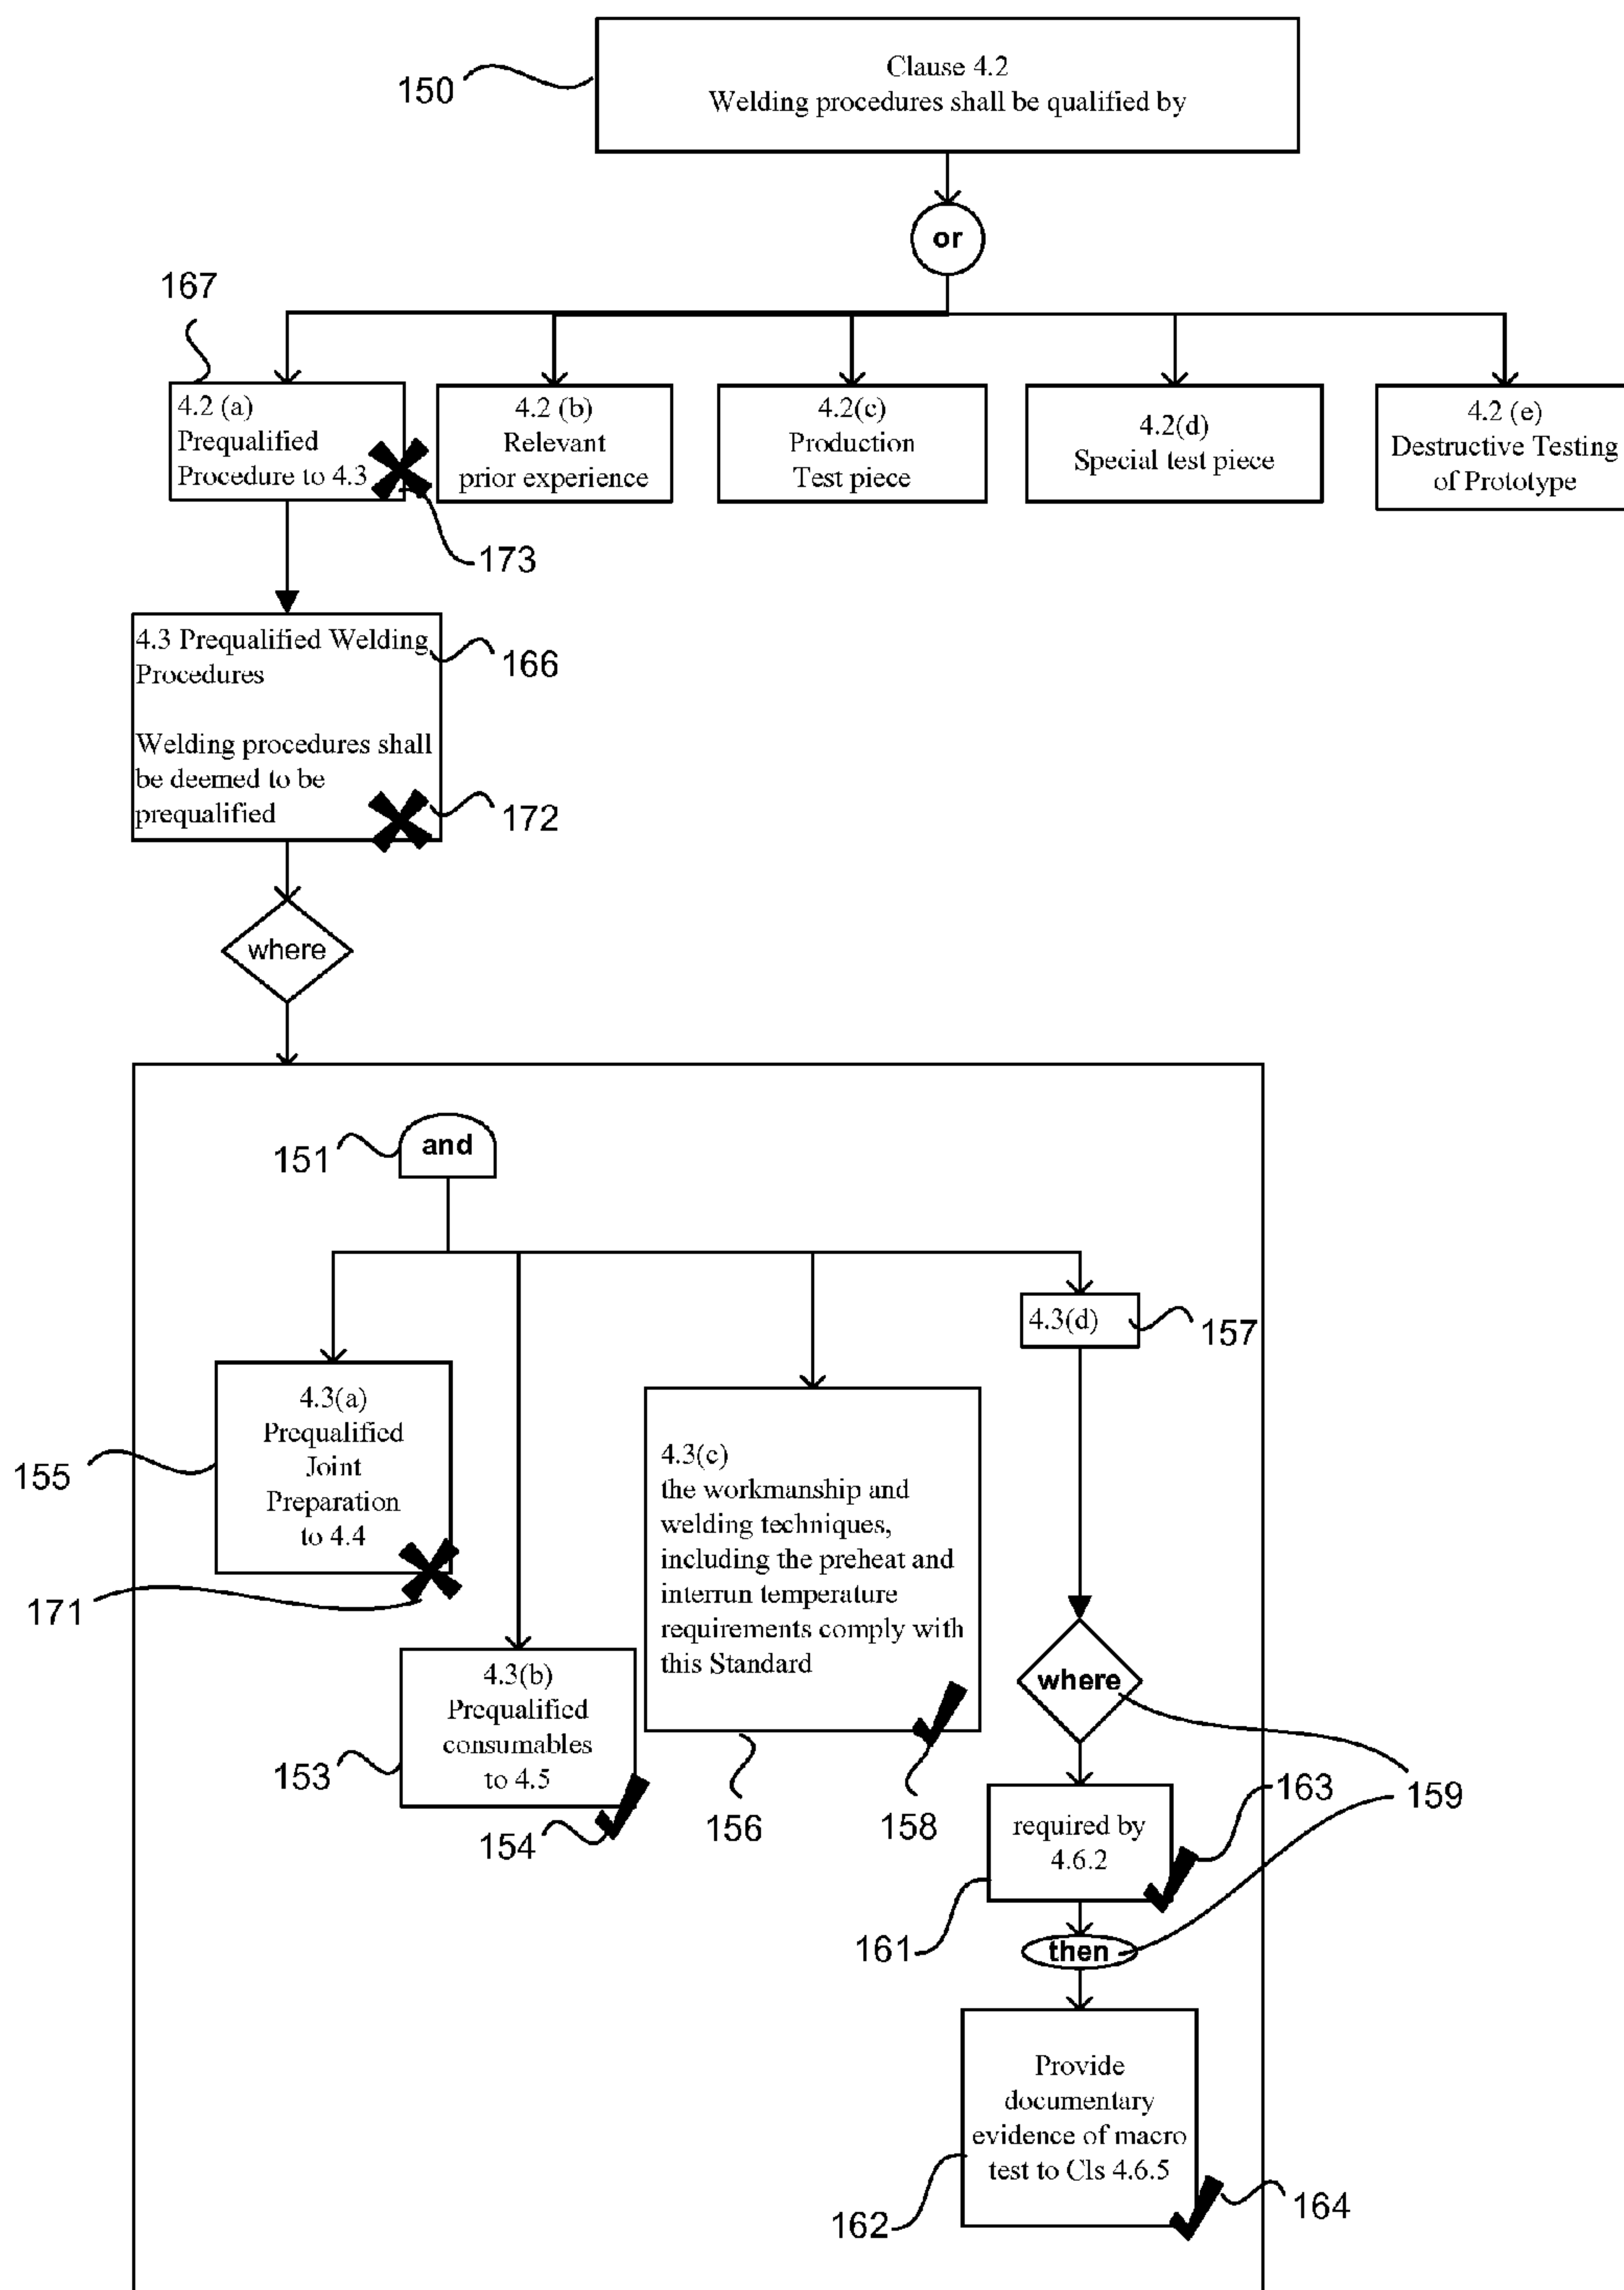 Clause 4.2
Welding procedures shall be qualified by
150
or
167
4.2 (a)
Prequalified
Procedure to 4.3
4.2 (b)
Relevant
prior experience
4.2(c)
Production
Test piece
4.2(d)
Special test piece
4.2 (e)
Destructive Testing
of Prototype
173
4.3 Prequalified Welding
Procedures
Welding procedures shall
be deemed to be
prequalified
166
172
where
151
and
4.3(d)
157
4.3(a)
Prequalified
Joint
Preparation
to 4.4
155
171
4.3(b)
Prequalified
consumables
to 4.5
153
154
4.3(c)
the workmanship and
welding techniques,
including the preheat and
interrun temperature
requirements comply with
this Standard
156
158
where
159
required by
4.6.2
163
161
then
Provide
documentary
evidence of macro
test to Cls 4.6.5
162
164